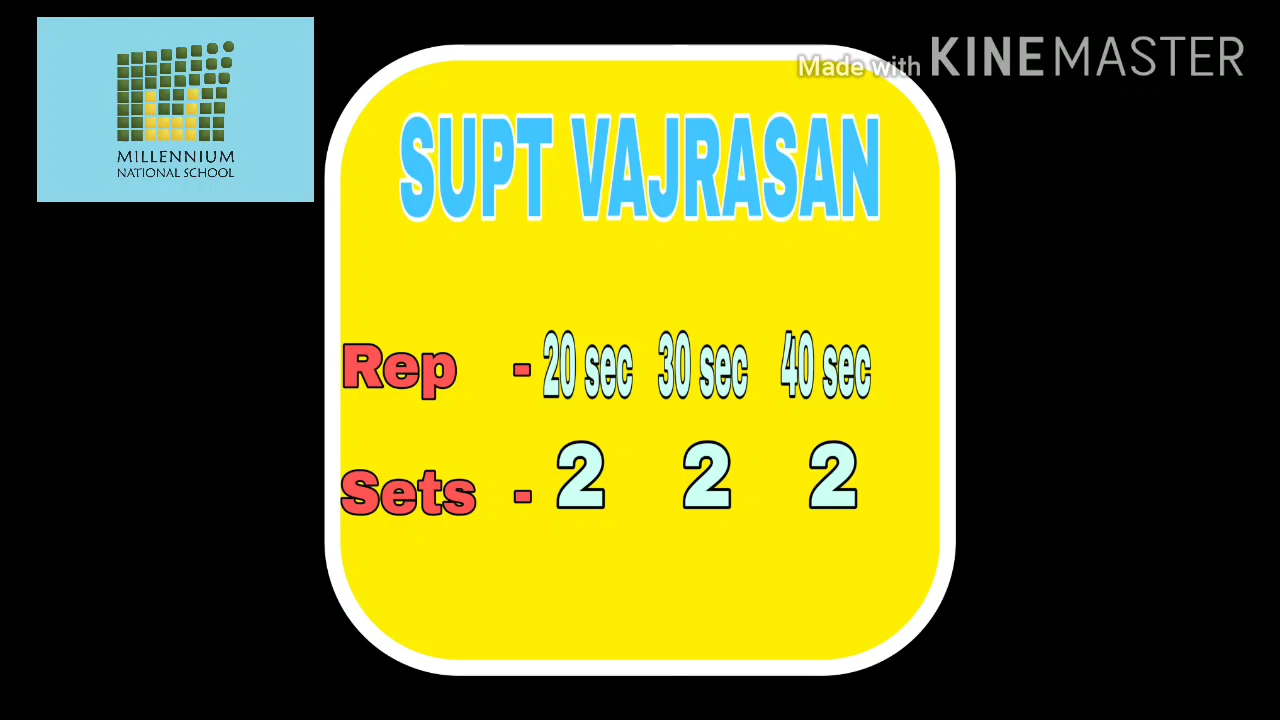 MILLENNIUM
NATIONAL SCHOOL
Made with KINEMASTER
SUPT VAJRASAN
Rep - 20 sec 30 sec 40 sec
Sets - 2 2 2